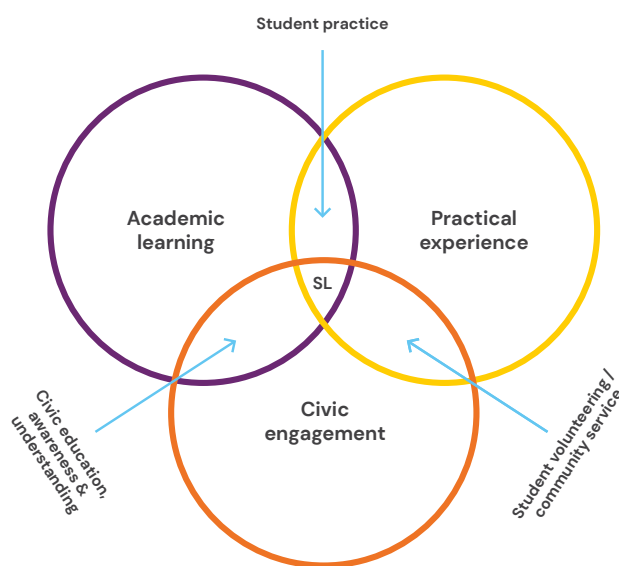 Student practice
Academic
learning
Practical
experience
SL
Civic education,
awareness &
understanding
Civic
engagement
Student volunteering /
community service